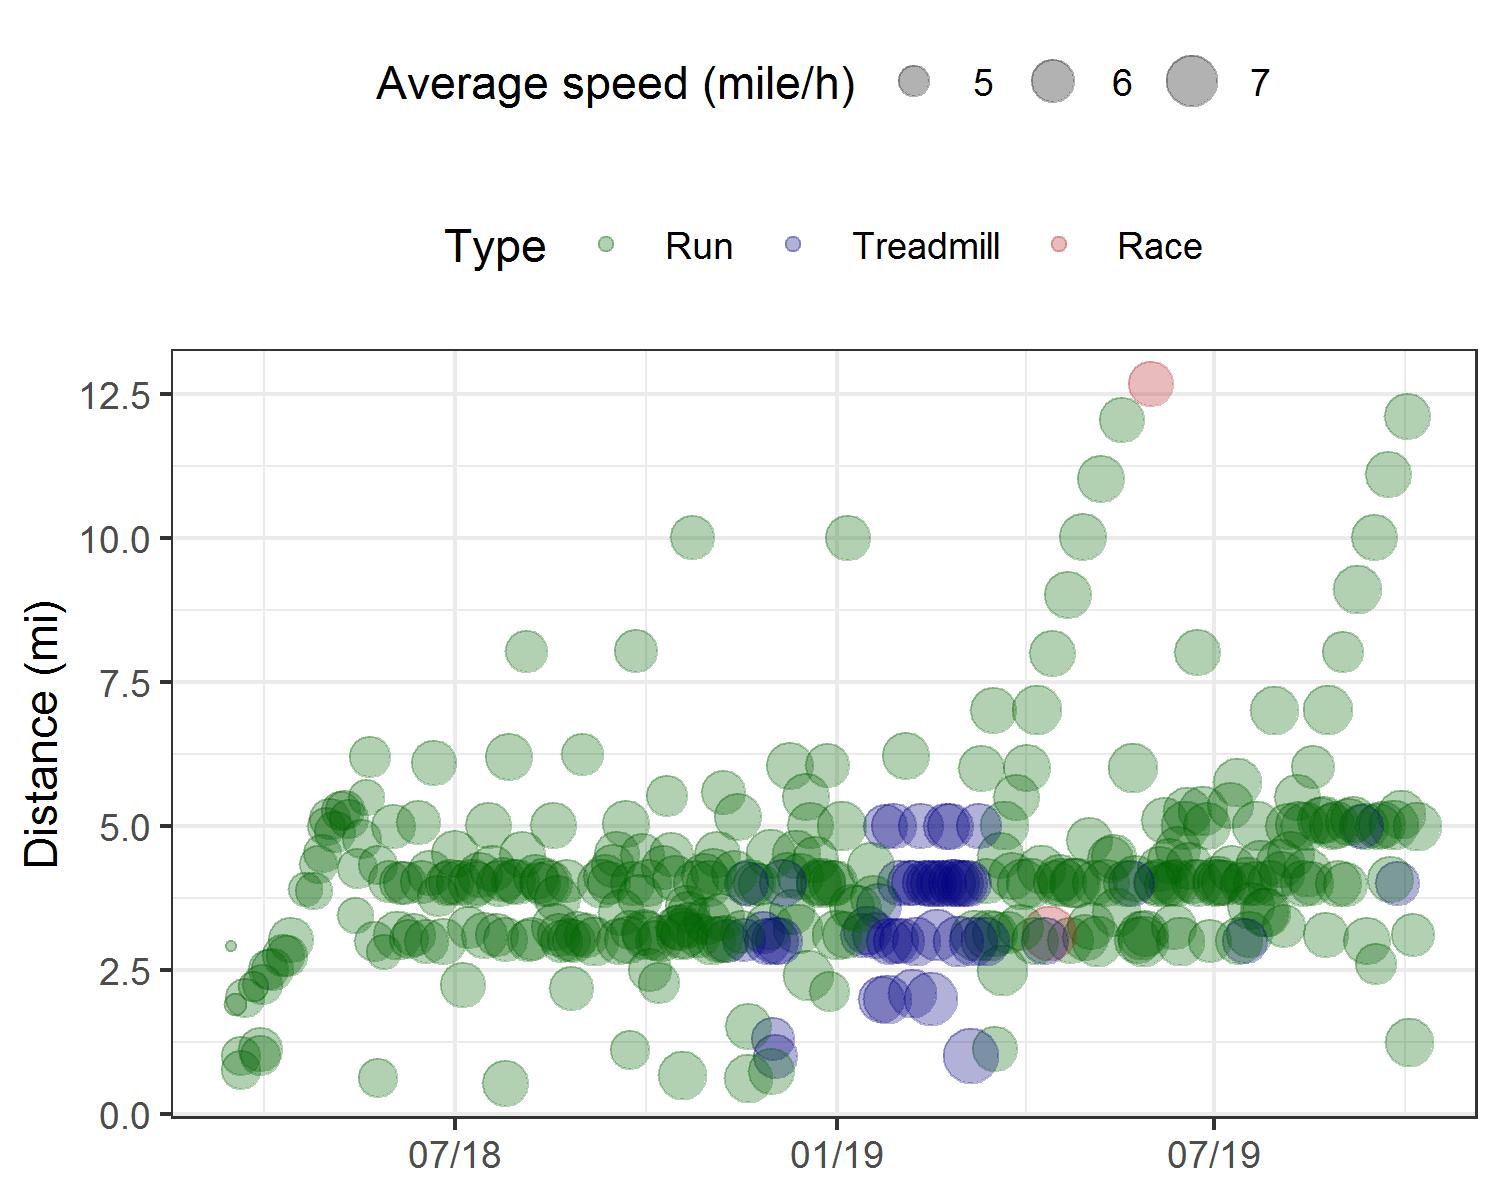 Average speed (mile/h) 5 6 7
Type Run Treadmill Race
12.5
10.0
7.5
5.0
2.5
0.0
Distance (mi)
07/18 01/19 07/19